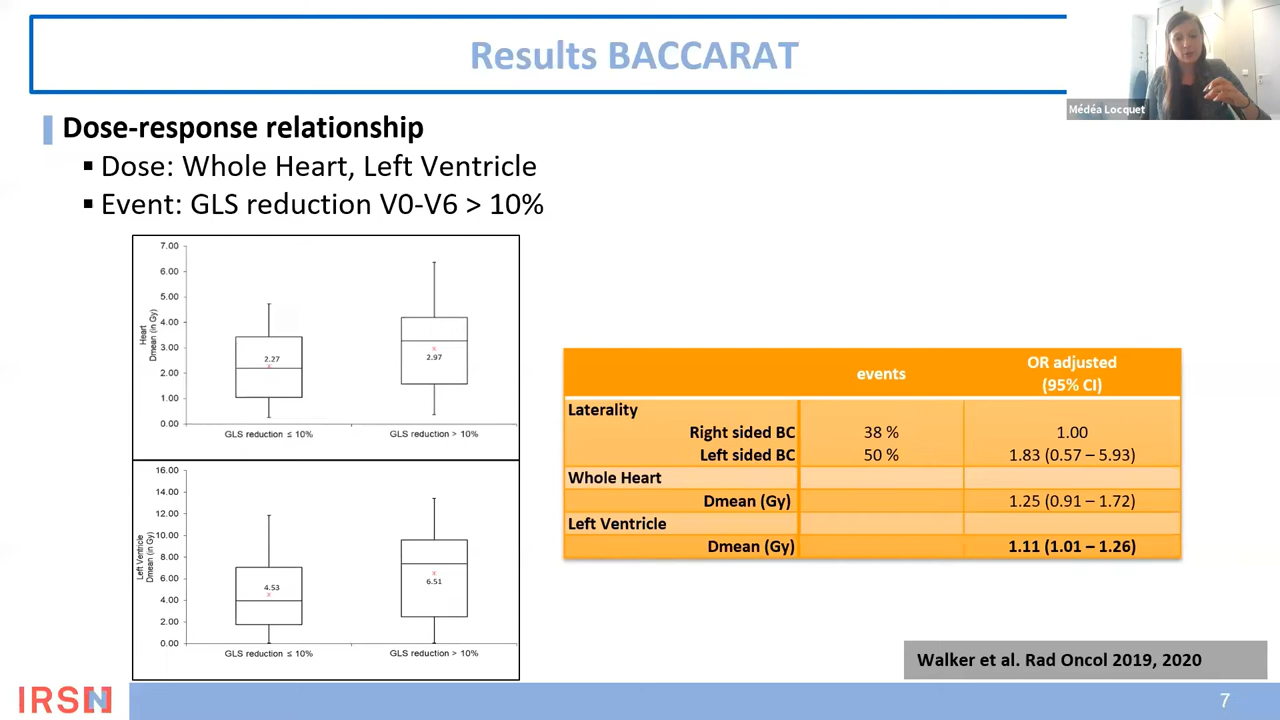 Results BACCARAT
Médéa Locquet
Dose-response relationship
▪ Dose: Whole Heart, Left Ventricle
▪ Event: GLS reduction V0-V6 > 10%
Heart
Dmean (in Gy)
7.00
6.00
5.00
4.00
3.00
2.00
1.00
0.00
2.27
2.97
GLS reduction ≤ 10%
GLS reduction > 10%
Left Ventricle
Dmean (in Gy)
16.00
14.00
12.00
10.00
8.00
6.00
4.00
2.00
0.00
4.53
6.51
GLS reduction ≤ 10%
GLS reduction > 10%
events OR adjusted
(95% CI)
Laterality
Right sided BC 38 % 1.00
Left sided BC 50 % 1.83 (0.57 – 5.93)
Whole Heart
Dmean (Gy) 1.25 (0.91 – 1.72)
Left Ventricle
Dmean (Gy) 1.11 (1.01 – 1.26)
Walker et al. Rad Oncol 2019, 2020
IRSN
7